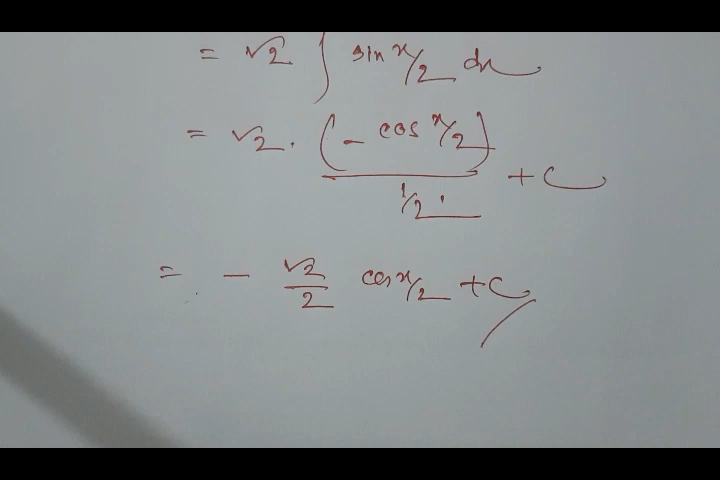 = √2 ∫ sin x/2 dx
= √2 · (- cos x/2) / 1/2 + C
= - √2/2 cos x/2 + C